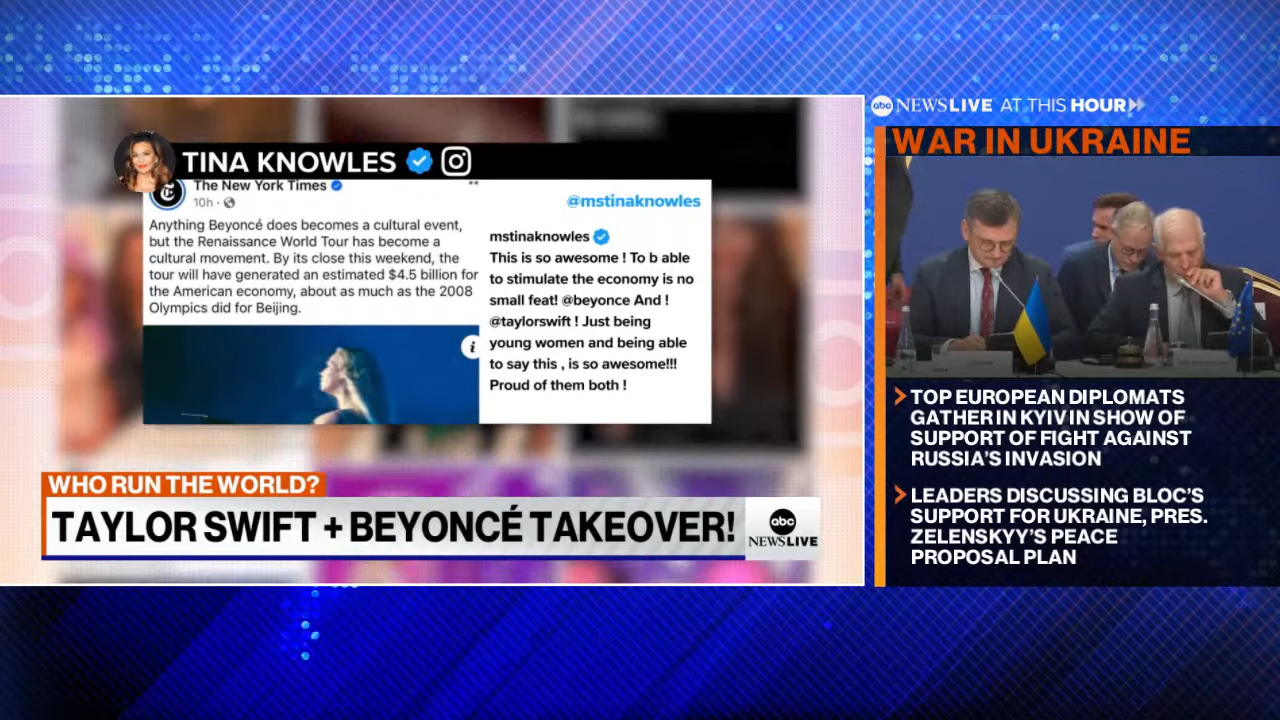 TINA KNOWLES
The New York Times
10h
Anything Beyoncé does becomes a cultural event,
but the Renaissance World Tour has become a
cultural movement. By its close this weekend, the
tour will have generated an estimated $4.5 billion for
the American economy, about as much as the 2008
Olympics did for Beijing.
i
@mstinaknowles
mstinaknowles
This is so awesome ! To b able
to stimulate the economy is no
small feat! @beyonce And !
@taylorswift ! Just being
young women and being able
to say this , is so awesome!!!
Proud of them both !
WHO RUN THE WORLD?
TAYLOR SWIFT + BEYONCÉ TAKEOVER!
abc
NEWSLIVE
abc NEWSLIVE AT THIS HOUR
WAR IN UKRAINE
TOP EUROPEAN DIPLOMATS
GATHER IN KYIV IN SHOW OF
SUPPORT OF FIGHT AGAINST
RUSSIA'S INVASION
LEADERS DISCUSSING BLOC'S
SUPPORT FOR UKRAINE, PRES.
ZELENSKYY'S PEACE
PROPOSAL PLAN